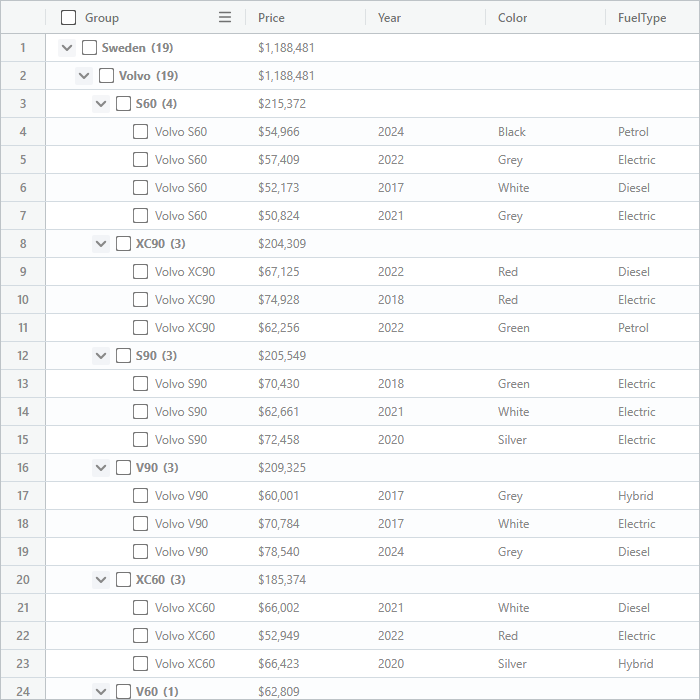 Group Price Year Color FuelType
1 Sweden (19) $1,188,481
2 Volvo (19) $1,188,481
3 S60 (4) $215,372
4 Volvo S60 $54,966 2024 Black Petrol
5 Volvo S60 $57,409 2022 Grey Electric
6 Volvo S60 $52,173 2017 White Diesel
7 Volvo S60 $50,824 2021 Grey Electric
8 XC90 (3) $204,309
9 Volvo XC90 $67,125 2022 Red Diesel
10 Volvo XC90 $74,928 2018 Red Electric
11 Volvo XC90 $62,256 2022 Green Petrol
12 S90 (3) $205,549
13 Volvo S90 $70,430 2018 Green Electric
14 Volvo S90 $62,661 2021 White Electric
15 Volvo S90 $72,458 2020 Silver Electric
16 V90 (3) $209,325
17 Volvo V90 $60,001 2017 Grey Hybrid
18 Volvo V90 $70,784 2017 White Electric
19 Volvo V90 $78,540 2024 Grey Diesel
20 XC60 (3) $185,374
21 Volvo XC60 $66,002 2021 White Diesel
22 Volvo XC60 $52,949 2022 Red Electric
23 Volvo XC60 $66,423 2020 Silver Hybrid
24 V60 (1) $62,809